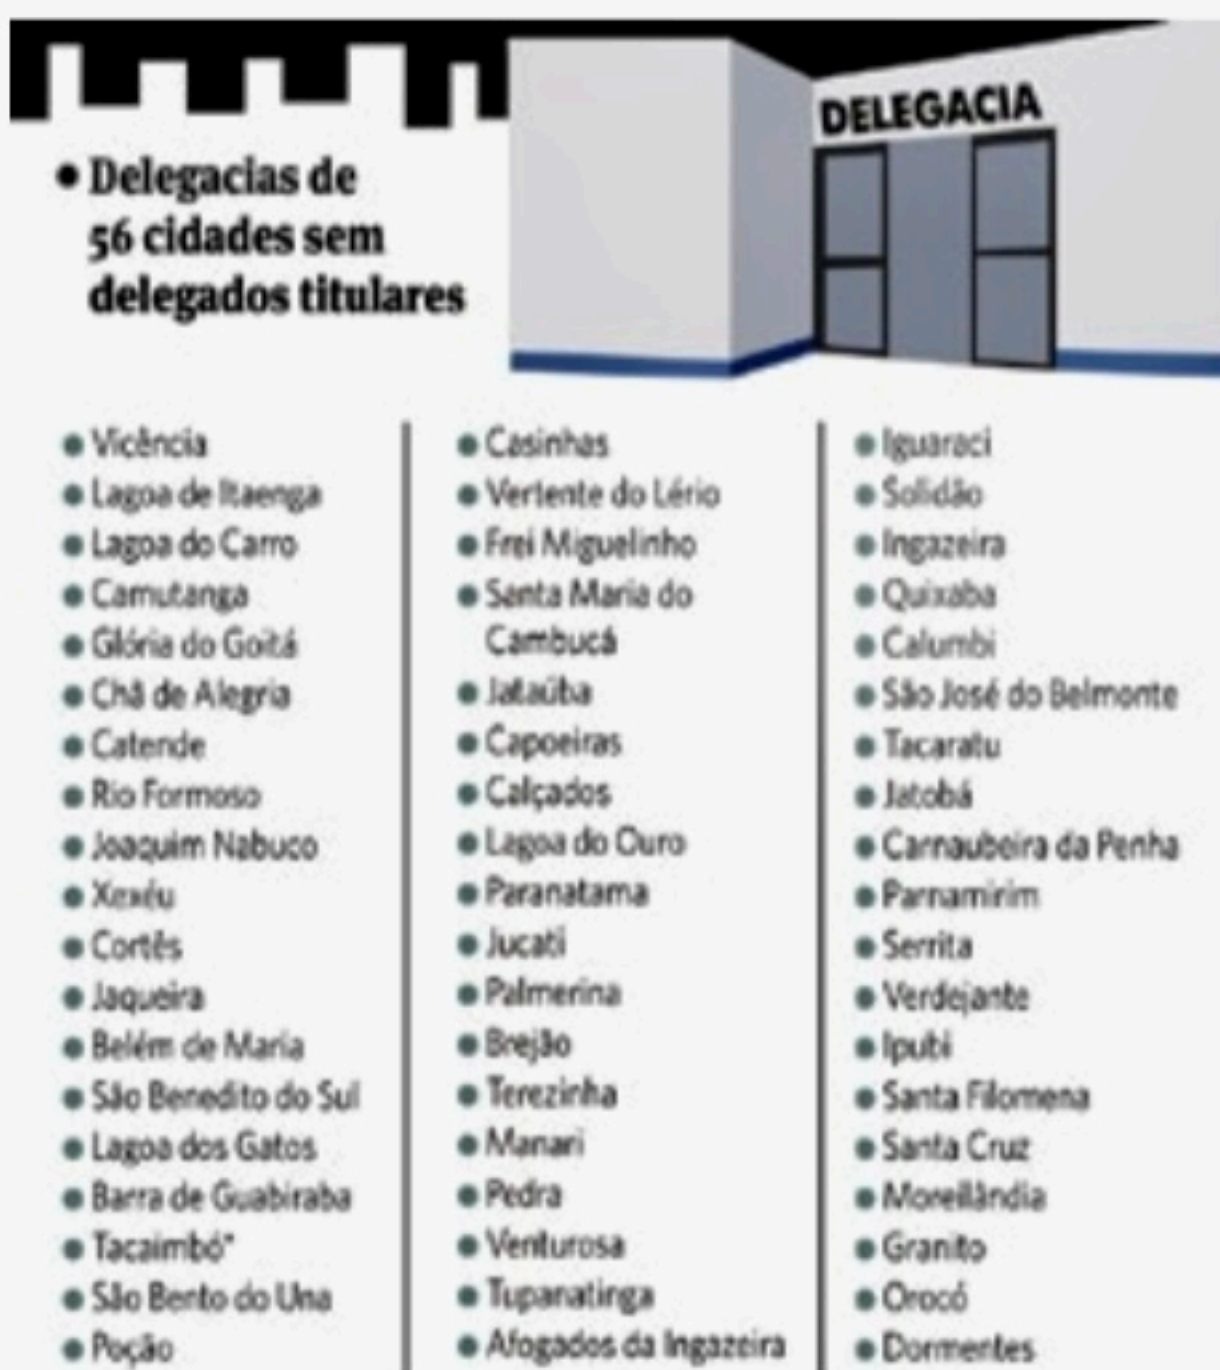 DELEGACIA
• Delegacias de
56 cidades sem
delegados titulares
• Vicência
• Lagoa de Itaenga
• Lagoa do Carro
• Camutanga
• Glória do Goitá
• Chã de Alegria
• Catende
• Rio Formoso
• Joaquim Nabuco
• Xexéu
• Cortês
• Jaqueira
• Belém de Maria
• São Benedito do Sul
• Lagoa dos Gatos
• Barra de Guabiraba
• Tacaimbó*
• São Bento do Una
• Poção
• Casinhas
• Vertente do Lério
• Frei Miguelinho
• Santa Maria do
Cambucá
• Jataúba
• Capoeiras
• Calçados
• Lagoa do Ouro
• Paranatama
• Jucati
• Palmerina
• Brejão
• Terezinha
• Manari
• Pedra
• Venturosa
• Tupanatinga
• Afogados da Ingazeira
• Iguaraci
• Solidão
• Ingazeira
• Quixaba
• Calumbi
• São José do Belmonte
• Tacaratu
• Jatobá
• Carnaubeira da Penha
• Parnamirim
• Serrita
• Verdejante
• Ipubi
• Santa Filomena
• Santa Cruz
• Moreilândia
• Granito
• Orocó
• Dormentes